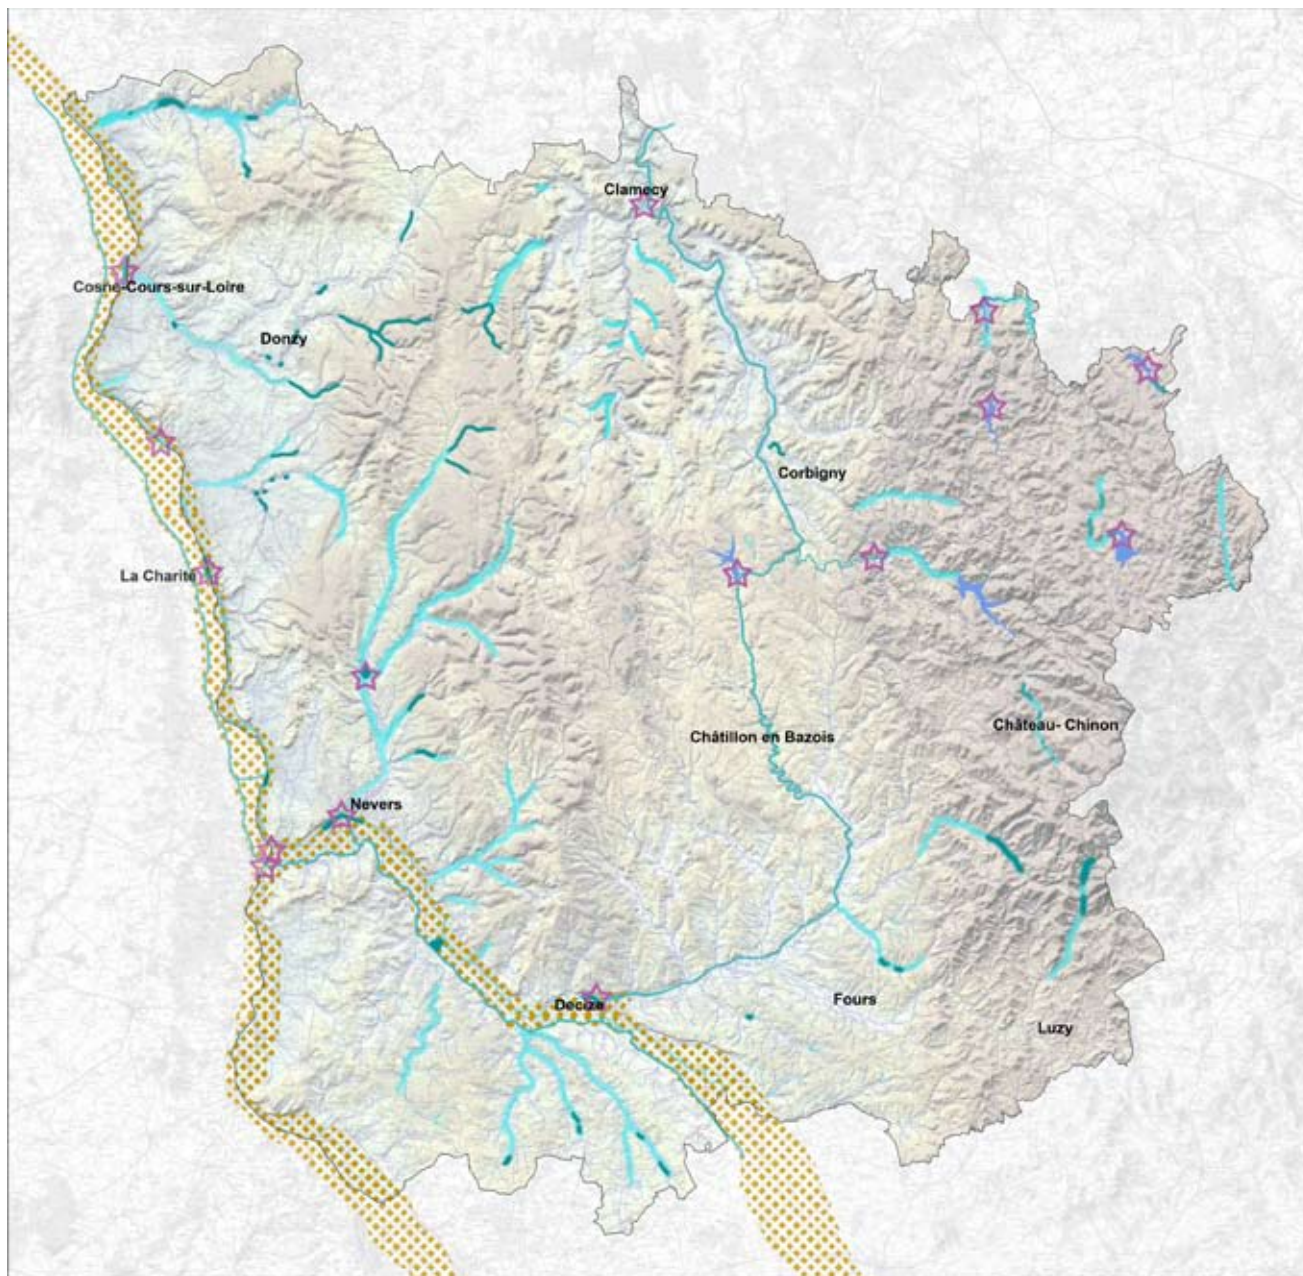 Clamecy
Cosne-Cours-sur-Loire
Donzy
Corbigny
La Charité
Château- Chinon
Châtillon en Bazois
Nevers
Decize
Fours
Luzy